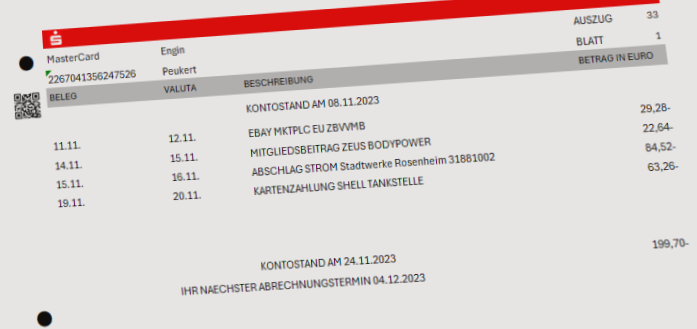 AUSZUG 33
MasterCard Engin
BLATT 1
2267041356247526 Peukert
BELEG VALUTA BESCHREIBUNG BETRAG IN EURO
KONTOSTAND AM 08.11.2023
11.11. 12.11. EBAY MKTPLC EU ZBVVMB 29,28-
14.11. 15.11. MITGLIEDSBEITRAG ZEUS BODYPOWER 22,64-
15.11. 16.11. ABSCHLAG STROM Stadtwerke Rosenheim 31881002 84,52-
19.11. 20.11. KARTENZAHLUNG SHELL TANKSTELLE 63,26-
KONTOSTAND AM 24.11.2023 199,70-
IHR NAECHSTER ABRECHNUNGSTERMIN 04.12.2023